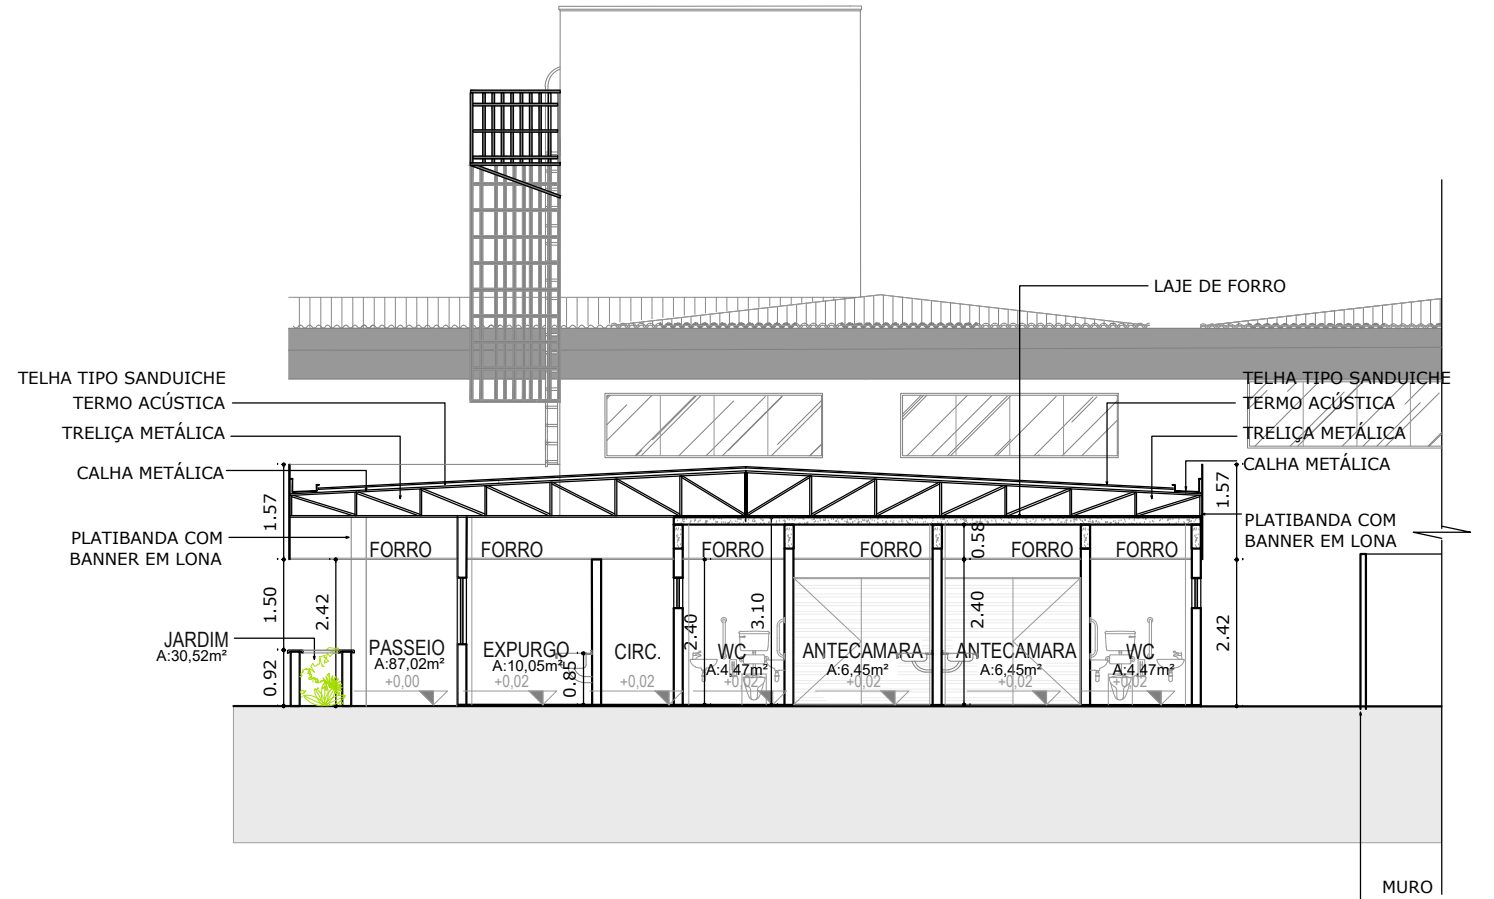 LAJE DE FORRO
TELHA TIPO SANDUICHE
TERMO ACÚSTICA
TRELIÇA METÁLICA
CALHA METÁLICA
TELHA TIPO SANDUICHE
TERMO ACÚSTICA
TRELIÇA METÁLICA
CALHA METÁLICA
1.57
1.57
PLATIBANDA COM
BANNER EM LONA
PLATIBANDA COM
BANNER EM LONA
FORRO
FORRO
FORRO
FORRO
FORRO
FORRO
0.58
1.50
2.42
2.40
3.10
2.40
2.42
0.92
0.85
JARDIM
A:30,52m²
PASSEIO
A:87,02m²
+0,00
EXPURGO
A:10,05m²
+0,02
CIRC.
+0,02
WC
A:4,47m²
+0,02
ANTECAMARA
A:6,45m²
+0,02
ANTECAMARA
A:6,45m²
+0,02
WC
A:4,47m²
+0,02
MURO